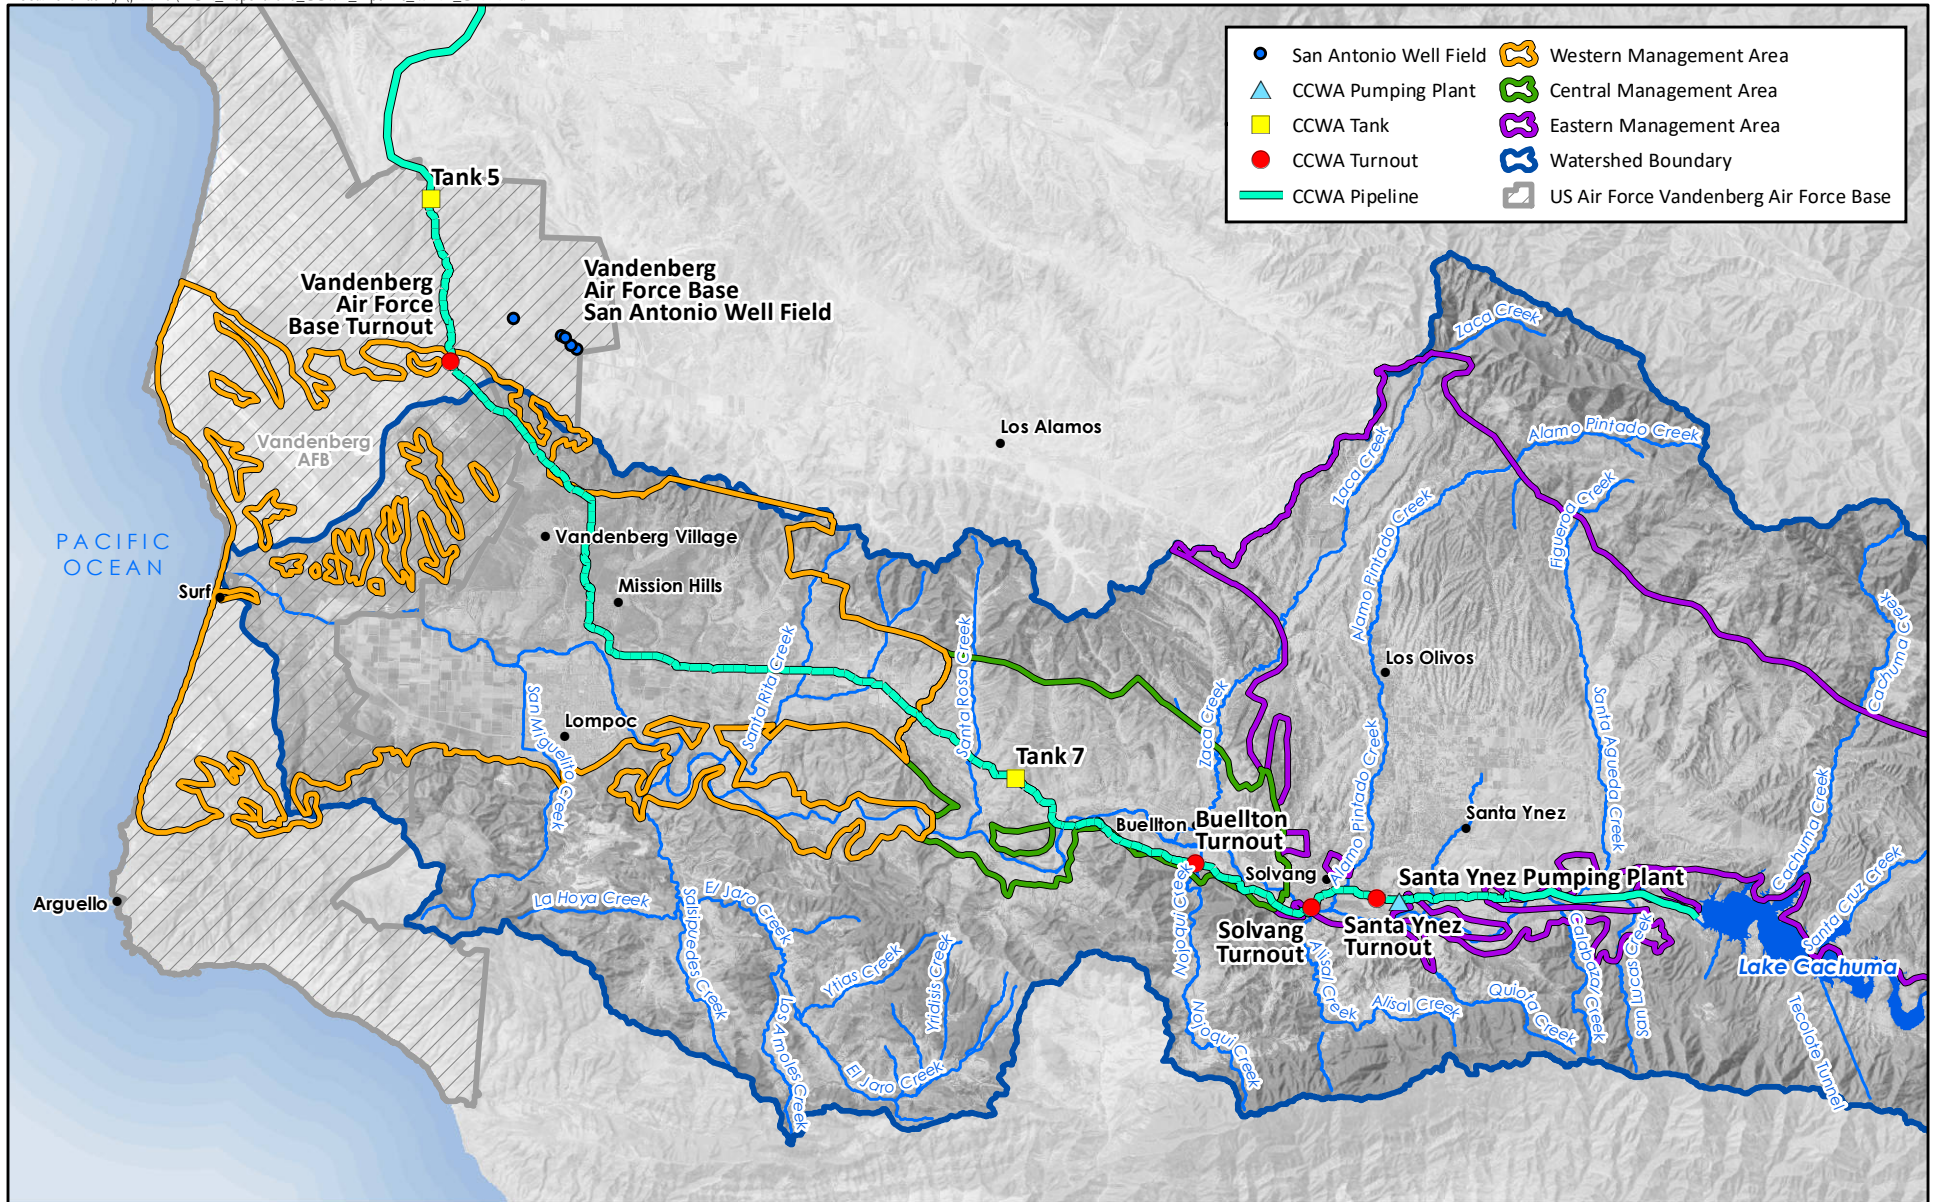 San Antonio Well Field
CCWA Pumping Plant
CCWA Tank
CCWA Turnout
CCWA Pipeline
Western Management Area
Central Management Area
Eastern Management Area
Watershed Boundary
US Air Force Vandenberg Air Force Base
Tank 5
Vandenberg
Air Force
Base Turnout
Vandenberg
Air Force Base
San Antonio Well Field
Zaca Creek
Los Alamos
Alamo Pintado Creek
Vandenberg
AFB
Zaca Creek
Alamo Pintado Creek
Figueroa Creek
PACIFIC
OCEAN
Vandenberg Village
Surf
Mission Hills
Santa Rita Creek
Santa Rosa Creek
Alamo Pintado Creek
Los Olivos
Cachuma Creek
Cachuma Creek
San Miguelito Creek
Lompoc
Zaca Creek
Santa Agueda Creek
Tank 7
Alamo Pintado Creek
Buellton
Buellton
Turnout
Santa Ynez
Cachuma Creek
Solvang
Santa Ynez Pumping Plant
Santa Cruz Creek
Arguello
La Hoya Creek
El Jaro Creek
Salsipuedes Creek
Nojoqui Creek
Solvang
Turnout
Santa Ynez
Turnout
Calabazal Creek
San Lucas Creek
Lake Cachuma
Ytias Creek
Yridisis Creek
Alisal Creek
Alisal Creek
Quiota Creek
Los Amoles Creek
Nojoqui Creek
El Jaro Creek
Tecolote Tunnel